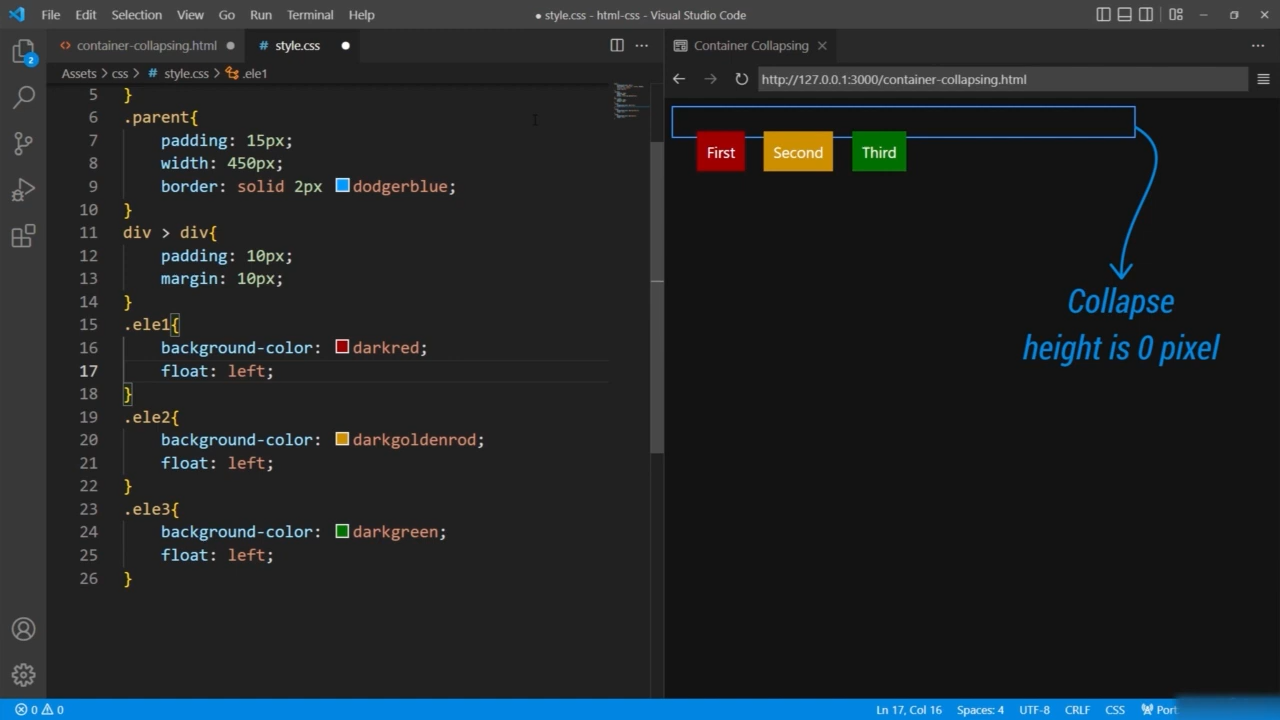 File Edit Selection View Go Run Terminal Help
● style.css - html-css - Visual Studio Code
container-collapsing.html ●
# style.css ●
Container Collapsing
Assets > css > # style.css > .ele1
http://127.0.0.1:3000/container-collapsing.html
2
5 }
6 .parent{
7 padding: 15px;
8 width: 450px;
9 border: solid 2px dodgerblue;
10 }
11 div > div{
12 padding: 10px;
13 margin: 10px;
14 }
15 .ele1{
16 background-color: darkred;
17 float: left;
18 }
19 .ele2{
20 background-color: darkgoldenrod;
21 float: left;
22 }
23 .ele3{
24 background-color: darkgreen;
25 float: left;
26 }
First Second Third
Collapse
height is 0 pixel
0 0 Ln 17, Col 16 Spaces: 4 UTF-8 CRLF CSS